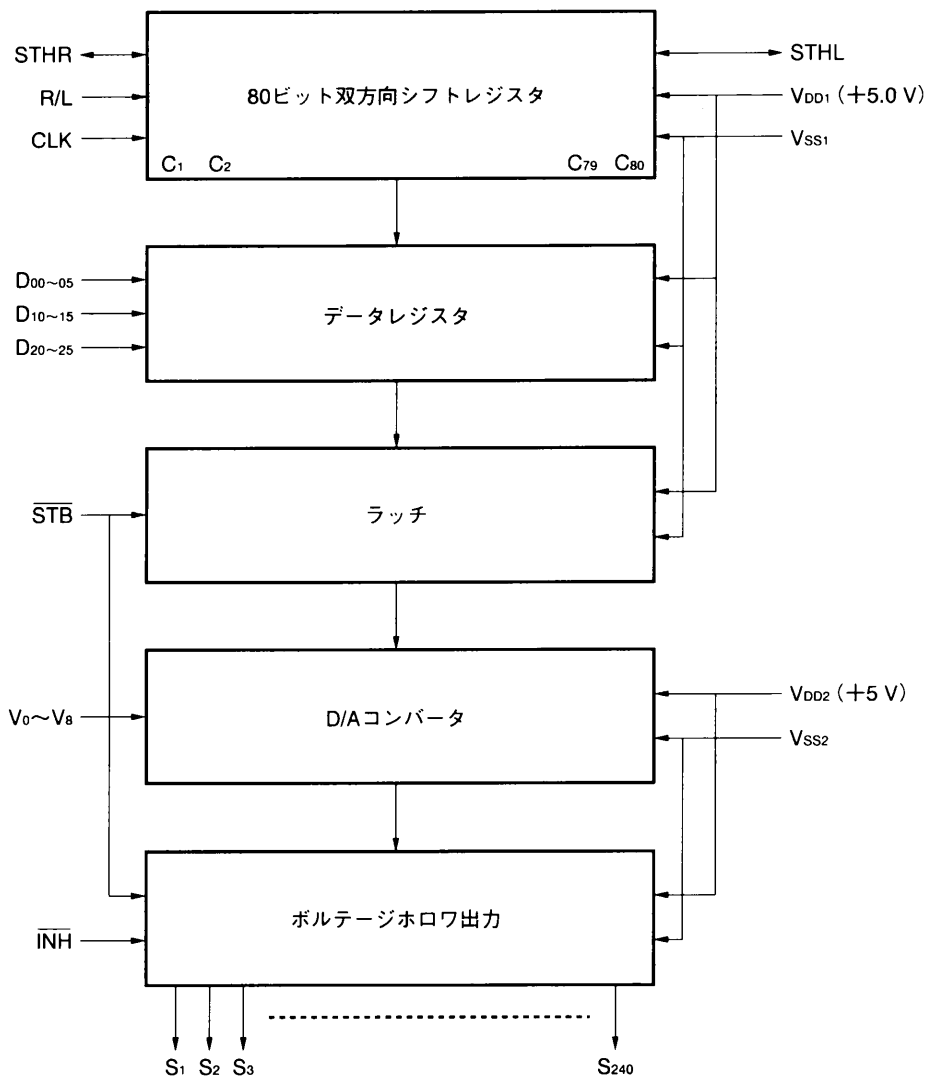 STHR
STHL
R/L
80ビット双方向シフトレジスタ
VDD1 (+5.0 V)
CLK
VSS1
C1 C2 C79 C80
D00~05
D10~15
データレジスタ
D20~25
STB
ラッチ
VDD2 (+5 V)
V0~V8
D/Aコンバータ
VSS2
ボルテージホロワ出力
INH
S1 S2 S3 S240